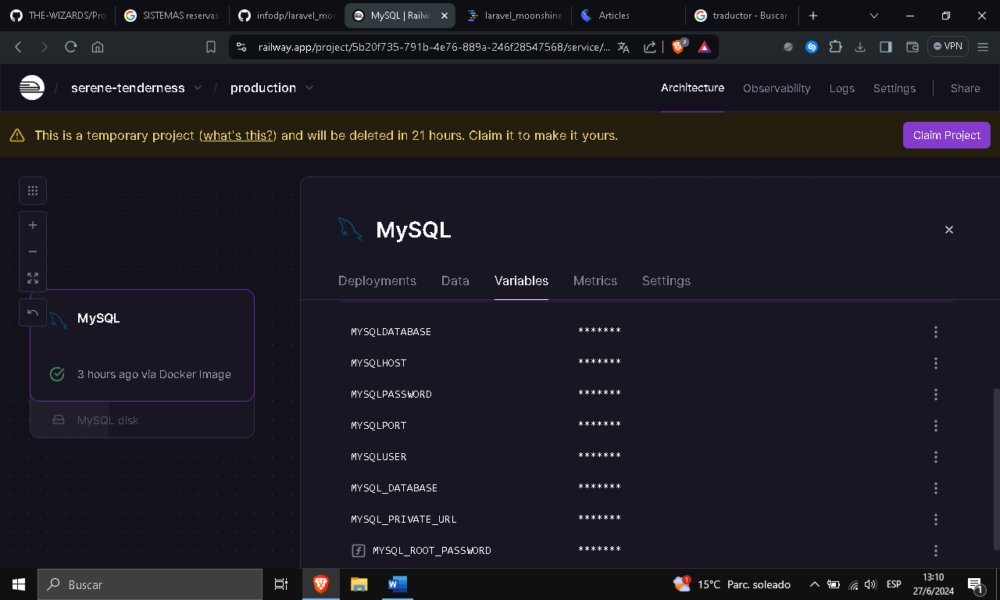 THE-WIZARDS/Pro
SISTEMAS reservas
infodp/laravel_moo
MySQL | Railw
laravel_moonshine
Articles
traductor - Buscar
railway.app/project/5b20f735-791b-4e76-889a-246f28547568/service/...
2
VPN
/ serene-tenderness / production
Architecture
Observability
Logs
Settings
Share
This is a temporary project (what's this?) and will be deleted in 21 hours. Claim it to make it yours.
Claim Project
MySQL
3 hours ago via Docker Image
MySQL disk
MySQL
Deployments
Data
Variables
Metrics
Settings
MYSQLDATABASE *******
MYSQLHOST *******
MYSQLPASSWORD *******
MYSQLPORT *******
MYSQLUSER *******
MYSQL_DATABASE *******
MYSQL_PRIVATE_URL *******
MYSQL_ROOT_PASSWORD *******
Buscar
1
15°C Parc. soleado
ESP
13:10
27/6/2024
1